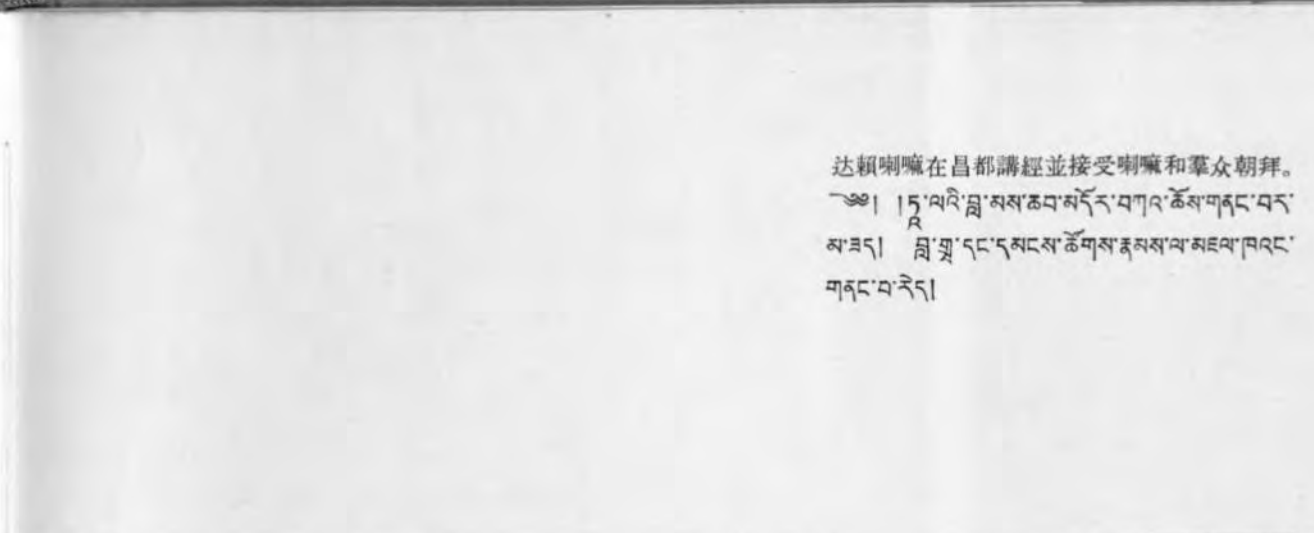 达賴喇嘛在昌都講經並接受喇嘛和羣众朝拜。
༄༅། །ཏཱ་ལའི་བླ་མས་ཆབ་མདོར་བཀའ་ཆོས་གནང་བར་
མ་ཟད། བླ་གྲྭ་དང་དམངས་ཚོགས་རྣམས་ལ་མཇལ་ཁའང་
གནང་བ་རེད།